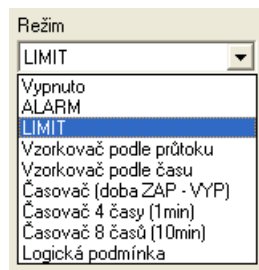 Režim
LIMIT
Vypnuto
ALARM
LIMIT
Vzorkovač podle průtoku
Vzorkovač podle času
Časovač (doba ZAP - VYP)
Časovač 4 časy (1min)
Časovač 8 časů (10min)
Logická podmínka